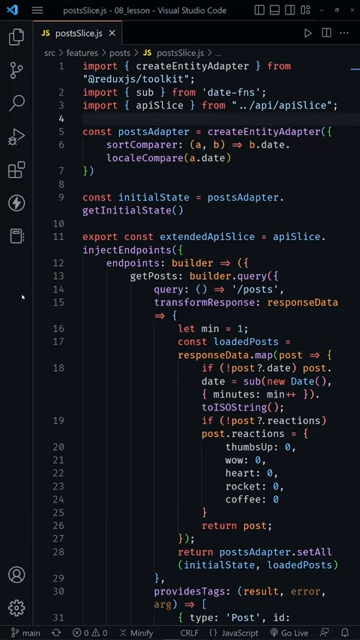 postsSlice.js - 08_lesson - Visual Studio Code
JS postsSlice.js
src > features > posts > JS postsSlice.js > ...
1 import { createEntityAdapter } from
"@reduxjs/toolkit";
2 import { sub } from 'date-fns';
3 import { apiSlice } from "../api/apiSlice";
4
5 const postsAdapter = createEntityAdapter({
6 sortComparer: (a, b) => b.date.
localeCompare(a.date)
7 })
8
9 const initialState = postsAdapter.
getInitialState()
10
11 export const extendedApiSlice = apiSlice.
injectEndpoints({
12 endpoints: builder => ({
13 getPosts: builder.query({
14 query: () => '/posts',
15 transformResponse: responseData
=> {
16 let min = 1;
17 const loadedPosts =
responseData.map(post => {
18 if (!post?.date) post.
date = sub(new Date(),
{ minutes: min++ }).
toISOString();
19 if (!post?.reactions)
post.reactions = {
20 thumbsUp: 0,
21 wow: 0,
22 heart: 0,
23 rocket: 0,
24 coffee: 0
25 }
26 return post;
27 });
28 return postsAdapter.setAll
(initialState, loadedPosts)
29 },
30 providesTags: (result, error,
arg) => [
31 { type: 'Post', id:
main 0 0 Minify CRLF {} JavaScript Go Live